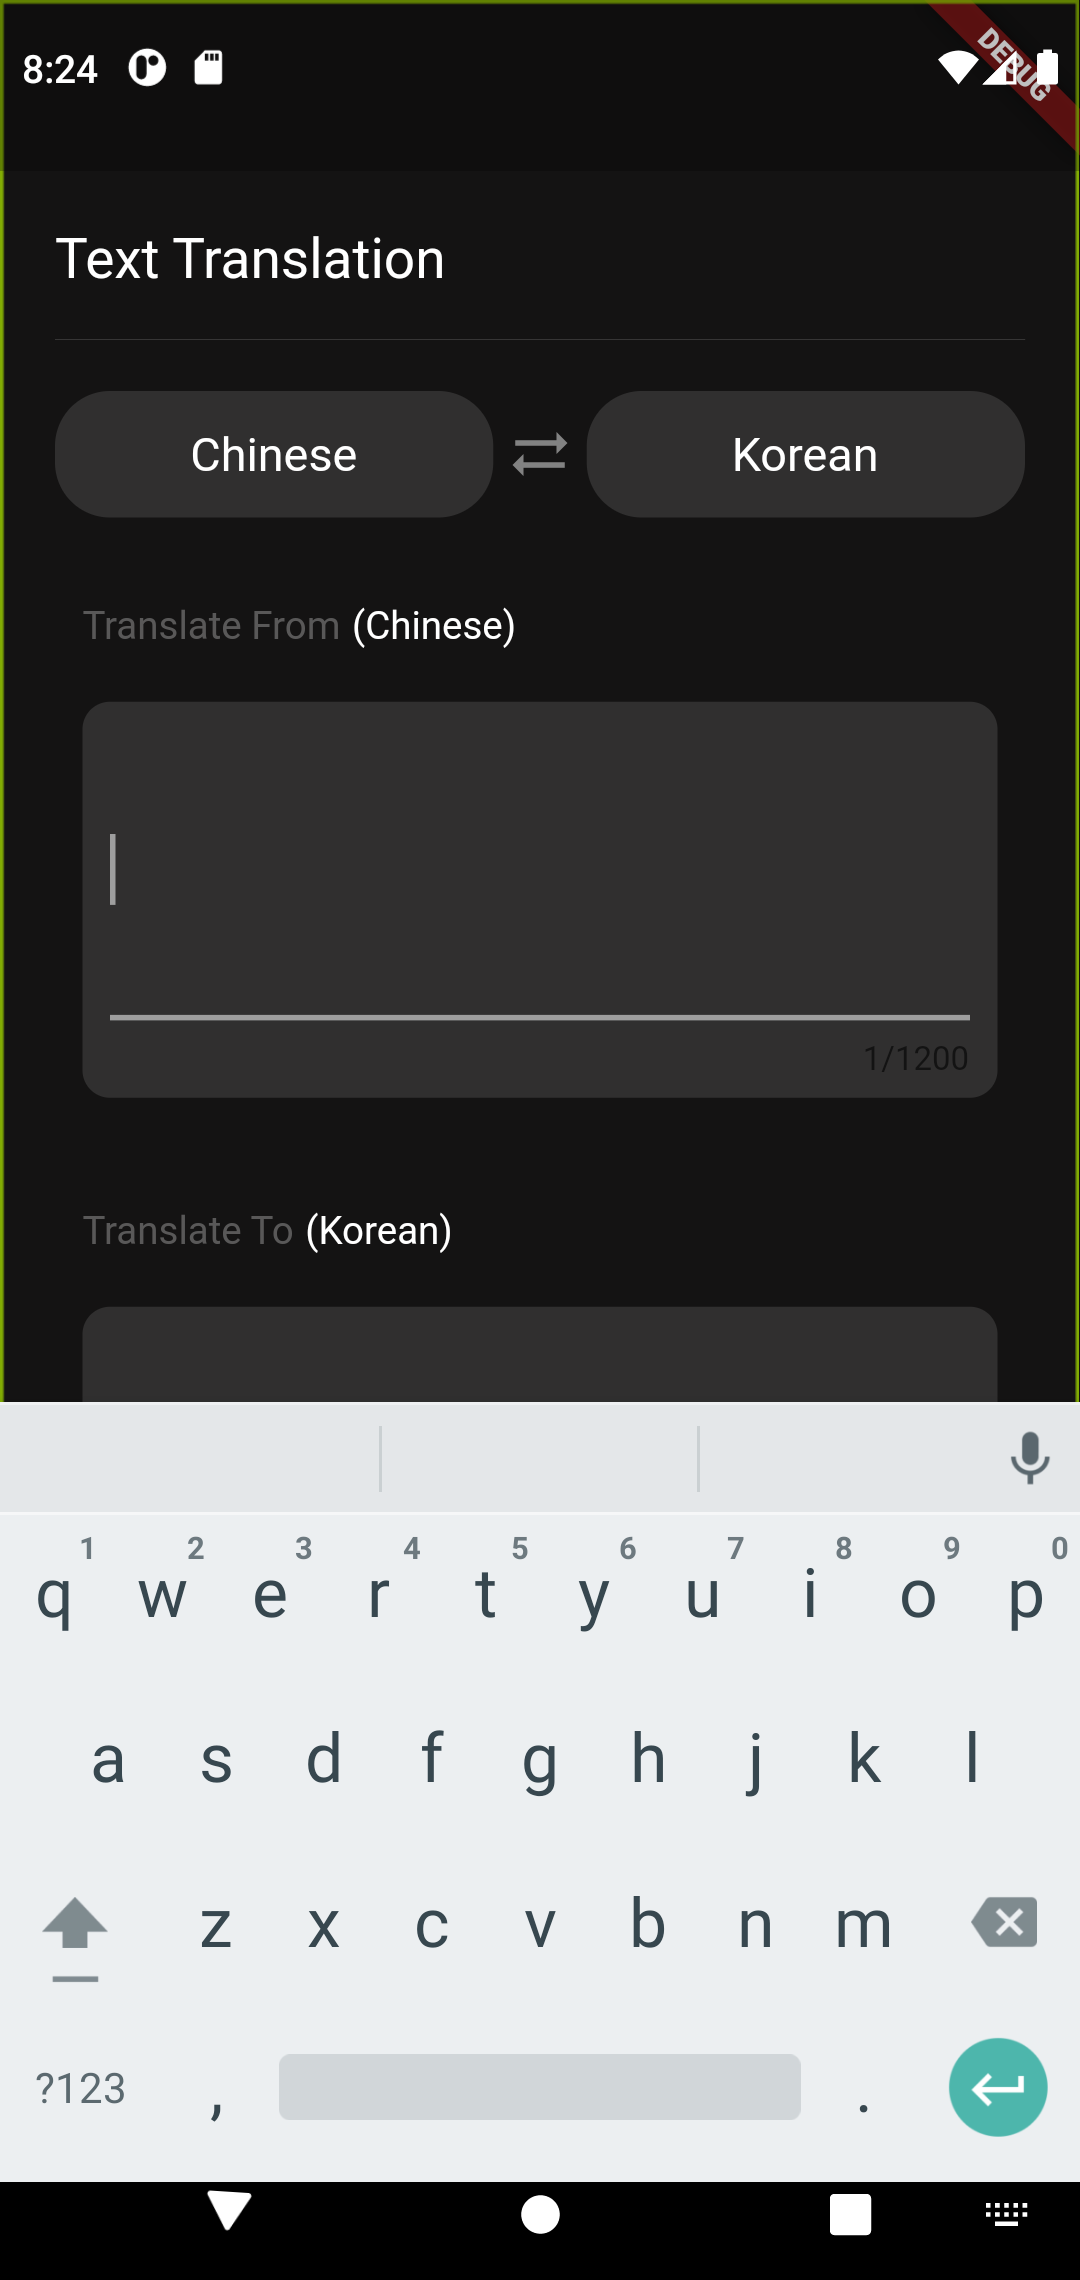 8:24
DEBUG
Text Translation
Chinese Korean
Translate From (Chinese)
1/1200
Translate To (Korean)
1 2 3 4 5 6 7 8 9 0
q w e r t y u i o p
a s d f g h j k l
z x c v b n m
?123 , .